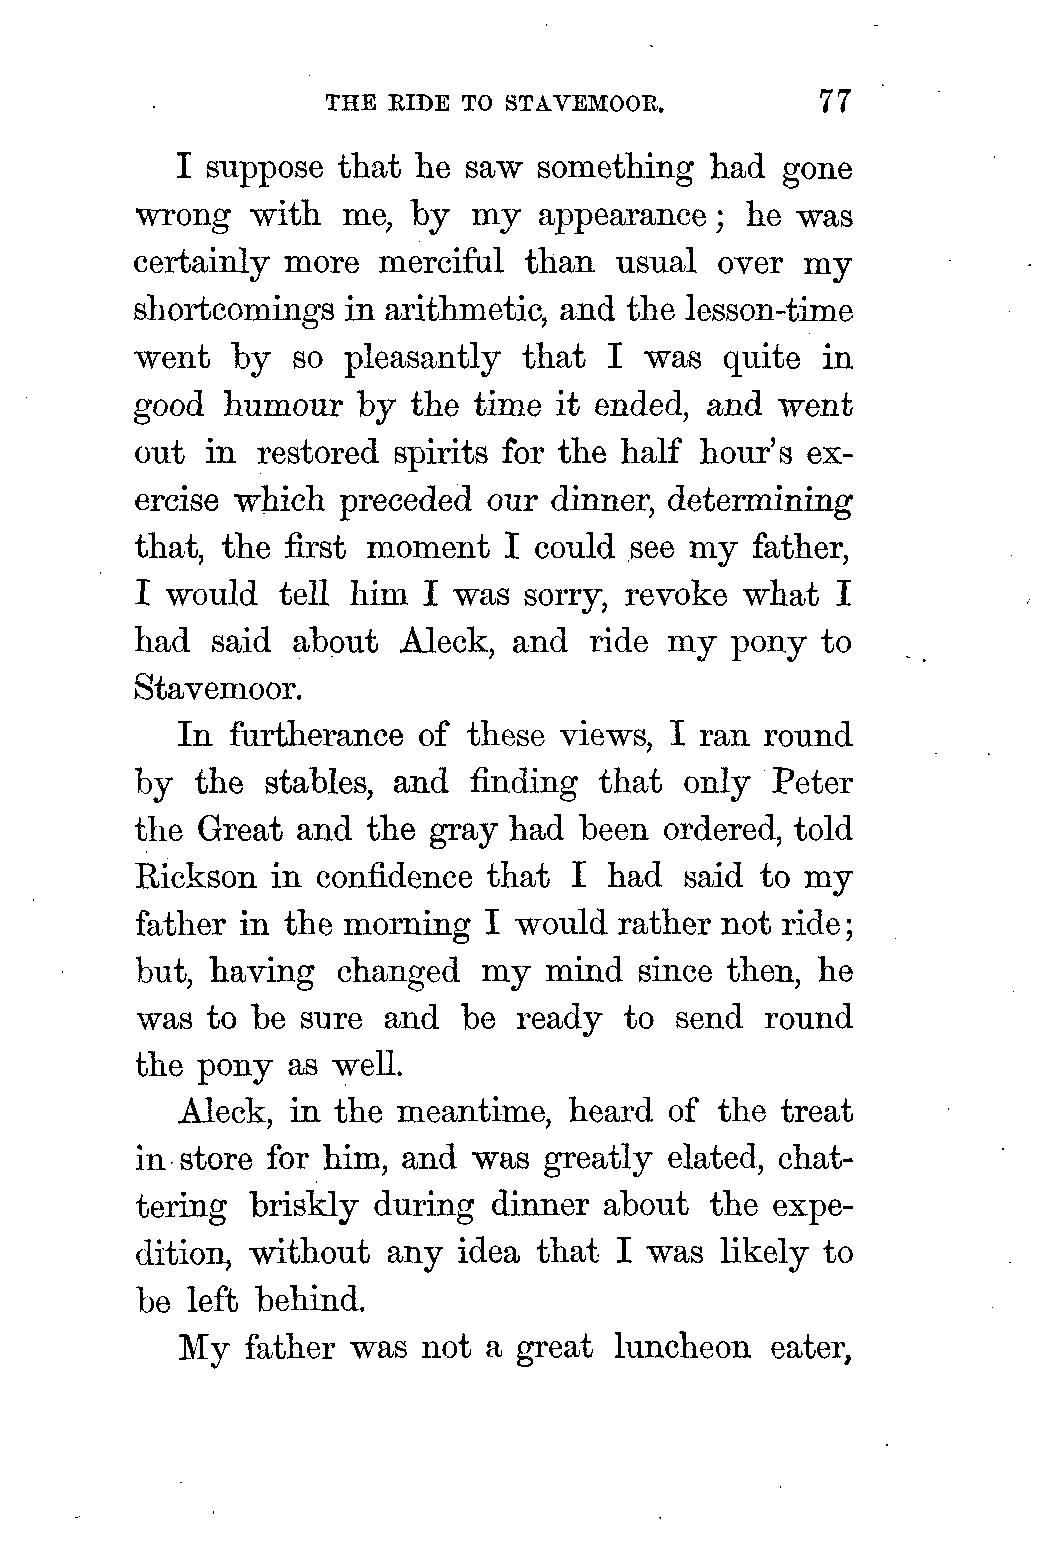 THE RIDE TO STAVEMOOR. 77
I suppose that he saw something had gone
wrong with me, by my appearance; he was
certainly more merciful than usual over my
shortcomings in arithmetic, and the lesson-time
went by so pleasantly that I was quite in
good humour by the time it ended, and went
out in restored spirits for the half hour's ex-
ercise which preceded our dinner, determining
that, the first moment I could see my father,
I would tell him I was sorry, revoke what I
had said about Aleck, and ride my pony to
Stavemoor.
In furtherance of these views, I ran round
by the stables, and finding that only Peter
the Great and the gray had been ordered, told
Rickson in confidence that I had said to my
father in the morning I would rather not ride;
but, having changed my mind since then, he
was to be sure and be ready to send round
the pony as well.
Aleck, in the meantime, heard of the treat
in store for him, and was greatly elated, chat-
tering briskly during dinner about the expe-
dition, without any idea that I was likely to
be left behind.
My father was not a great luncheon eater,